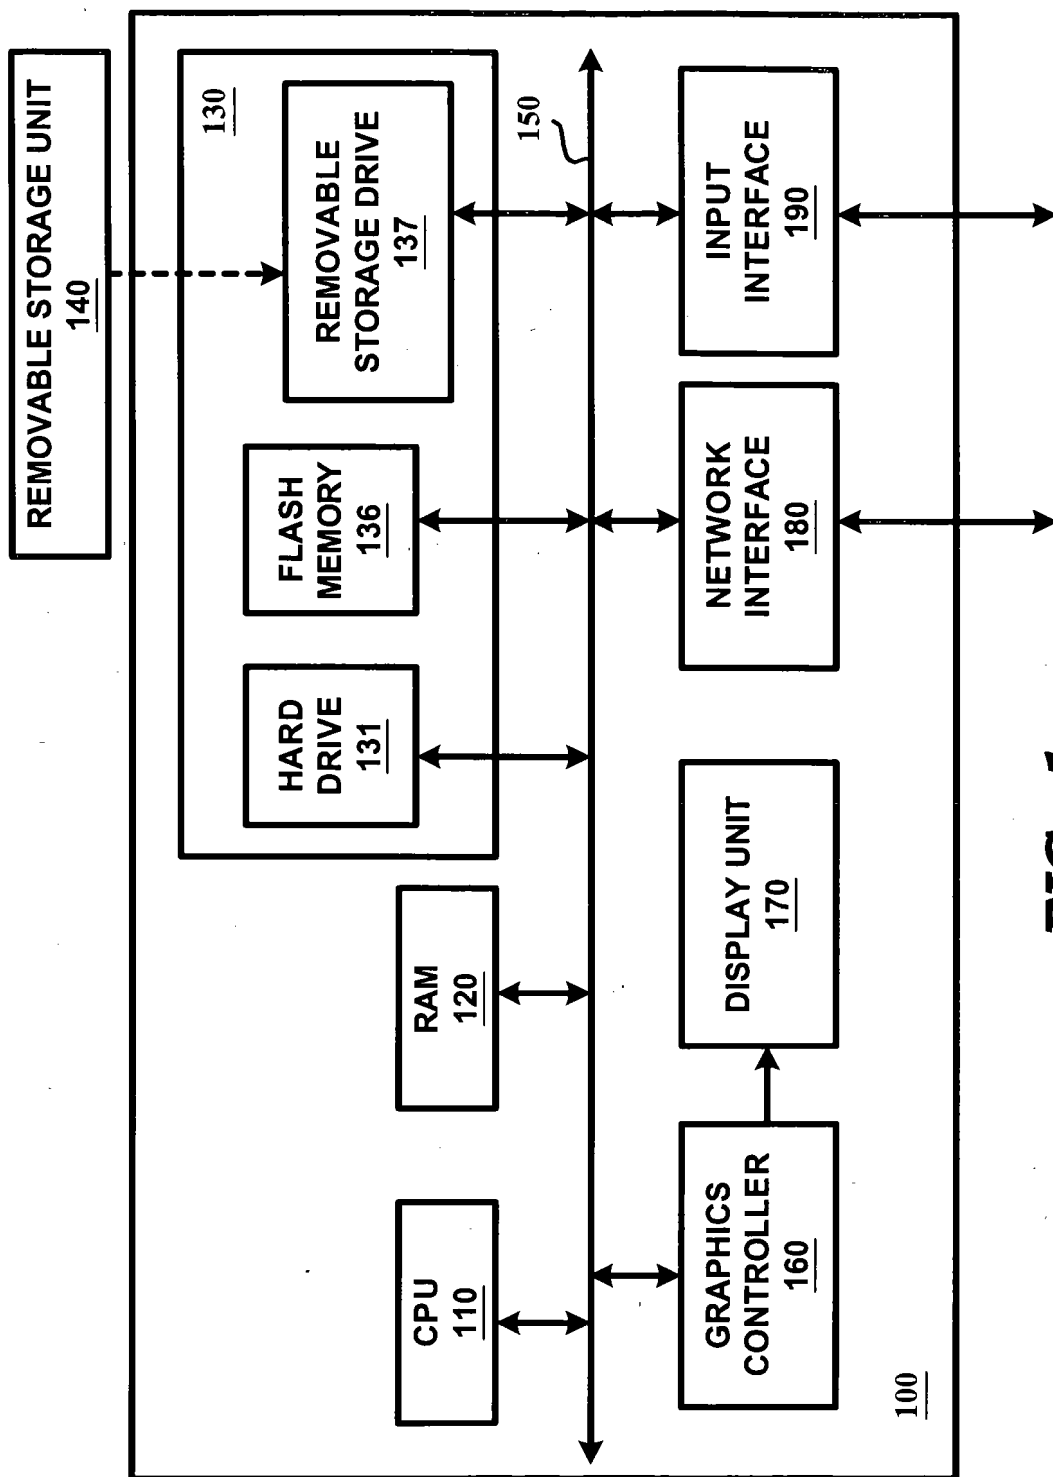 REMOVABLE STORAGE UNIT
140
130
CPU
110
RAM
120
HARD
DRIVE
131
FLASH
MEMORY
136
REMOVABLE
STORAGE DRIVE
137
150
GRAPHICS
CONTROLLER
160
DISPLAY UNIT
170
NETWORK
INTERFACE
180
INPUT
INTERFACE
190
100